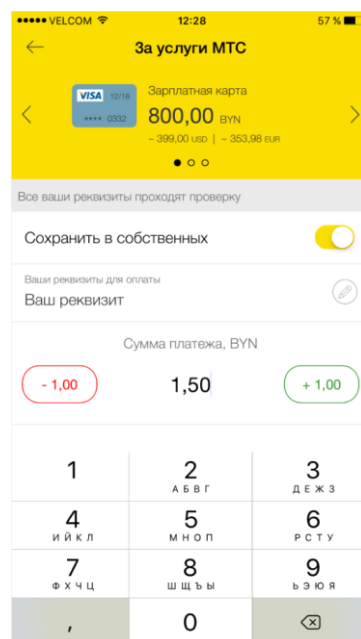 VELCOM 12:28 57 %
За услуги МТС
VISA 12/16
**** 0332
Зарплатная карта
800,00 BYN
~ 399,00 USD | ~ 353,98 EUR
Все ваши реквизиты проходят проверку
Сохранить в собственных
Ваши реквизиты для оплаты
Ваш реквизит
Сумма платежа, BYN
- 1,00 1,50 + 1,00
1 2 3
А Б В Г Д Е Ж З
4 5 6
И Й К Л М Н О П Р С Т У
7 8 9
Ф Х Ч Ц Ш Щ Ъ Ы Ь Э Ю Я
, 0